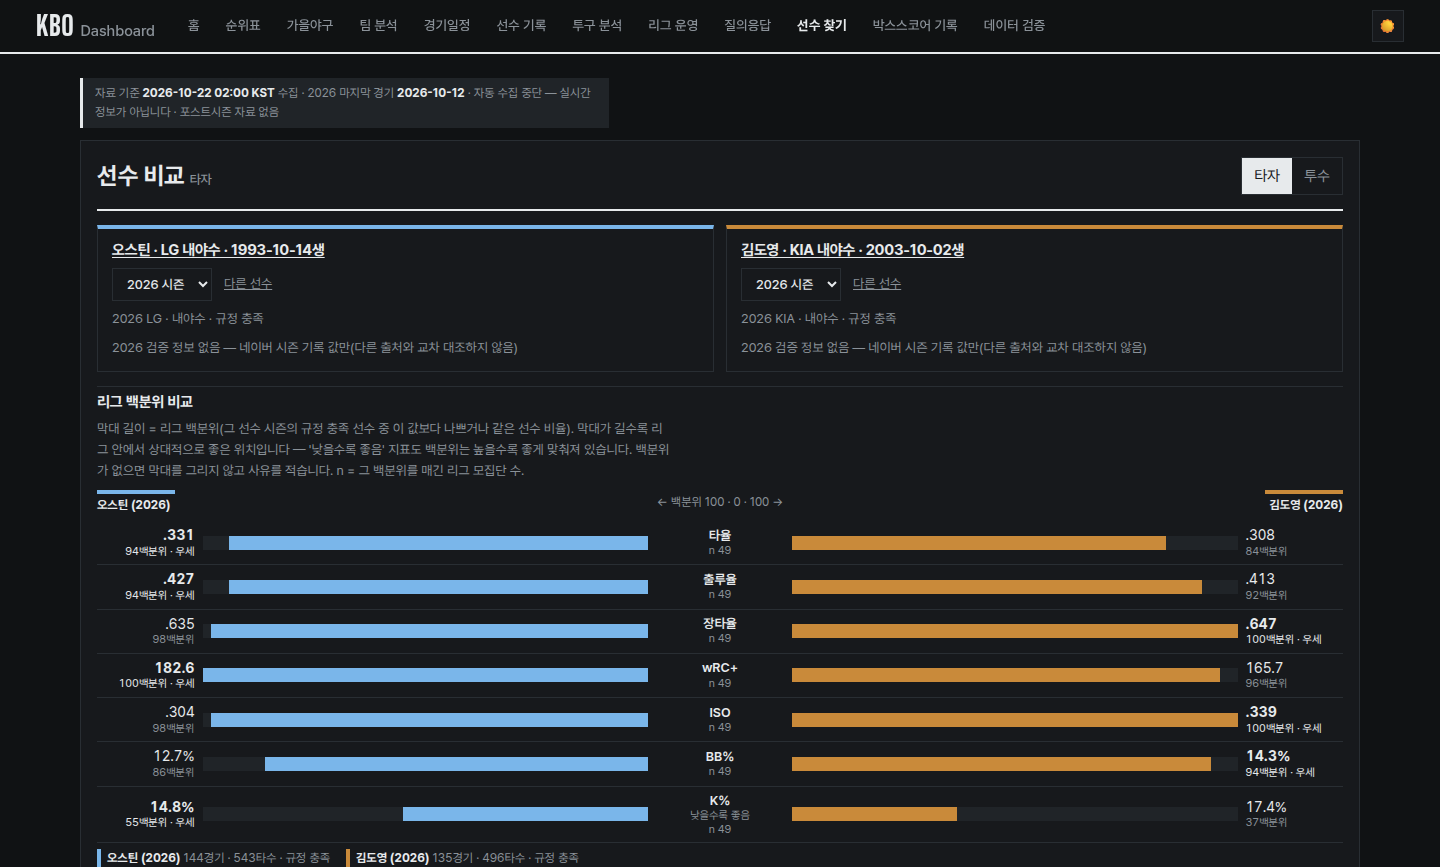 KBO Dashboard 홈 순위표 가을야구 팀 분석 경기일정 선수 기록 투구 분석 리그 운영 질의응답 선수 찾기 박스스코어 기록 데이터 검증
자료 기준 2026-10-22 02:00 KST 수집 · 2026 마지막 경기 2026-10-12 · 자동 수집 중단 — 실시간
정보가 아닙니다 · 포스트시즌 자료 없음
선수 비교 타자
타자 투수
오스틴 · LG 내야수 · 1993-10-14생
2026 시즌 다른 선수
2026 LG · 내야수 · 규정 충족
2026 검증 정보 없음 — 네이버 시즌 기록 값만(다른 출처와 교차 대조하지 않음)
김도영 · KIA 내야수 · 2003-10-02생
2026 시즌 다른 선수
2026 KIA · 내야수 · 규정 충족
2026 검증 정보 없음 — 네이버 시즌 기록 값만(다른 출처와 교차 대조하지 않음)
리그 백분위 비교
막대 길이 = 리그 백분위(그 선수 시즌의 규정 충족 선수 중 이 값보다 나쁘거나 같은 선수 비율). 막대가 길수록 리
그 안에서 상대적으로 좋은 위치입니다 — '낮을수록 좋음' 지표도 백분위는 높을수록 좋게 맞춰져 있습니다. 백분위
가 없으면 막대를 그리지 않고 사유를 적습니다. n = 그 백분위를 매긴 리그 모집단 수.
오스틴 (2026) ← 백분위 100 · 0 · 100 → 김도영 (2026)
.331 타율 .308
94백분위 · 우세 n 49 84백분위
.427 출루율 .413
94백분위 · 우세 n 49 92백분위
.635 장타율 .647
98백분위 n 49 100백분위 · 우세
182.6 wRC+ 165.7
100백분위 · 우세 n 49 96백분위
.304 ISO .339
98백분위 n 49 100백분위 · 우세
12.7% BB% 14.3%
86백분위 n 49 94백분위 · 우세
14.8% K% 17.4%
55백분위 · 우세 낮을수록 좋음 37백분위
n 49
오스틴 (2026) 144경기 · 543타수 · 규정 충족 김도영 (2026) 135경기 · 496타수 · 규정 충족